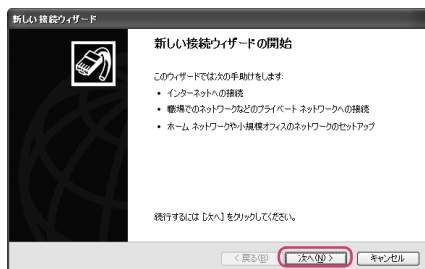 新しい接続ウィザード
新しい接続ウィザードの開始
このウィザードでは次の手助けをします:
• インターネットへの接続
• 職場でのネットワークなどのプライベート ネットワークへの接続
• ホーム ネットワークや小規模オフィスのネットワークのセットアップ
続行するには [次へ] をクリックしてください。
< 戻る(B) 次へ(N) > キャンセル